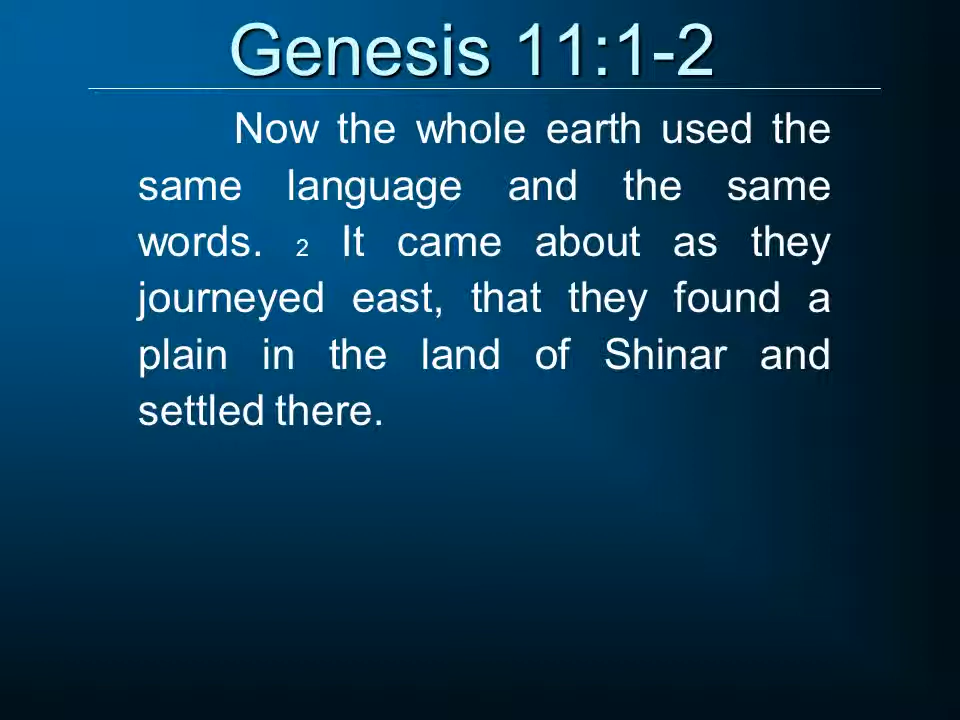 Genesis 11:1-2
Now the whole earth used the
same language and the same
words. 2 It came about as they
journeyed east, that they found a
plain in the land of Shinar and
settled there.